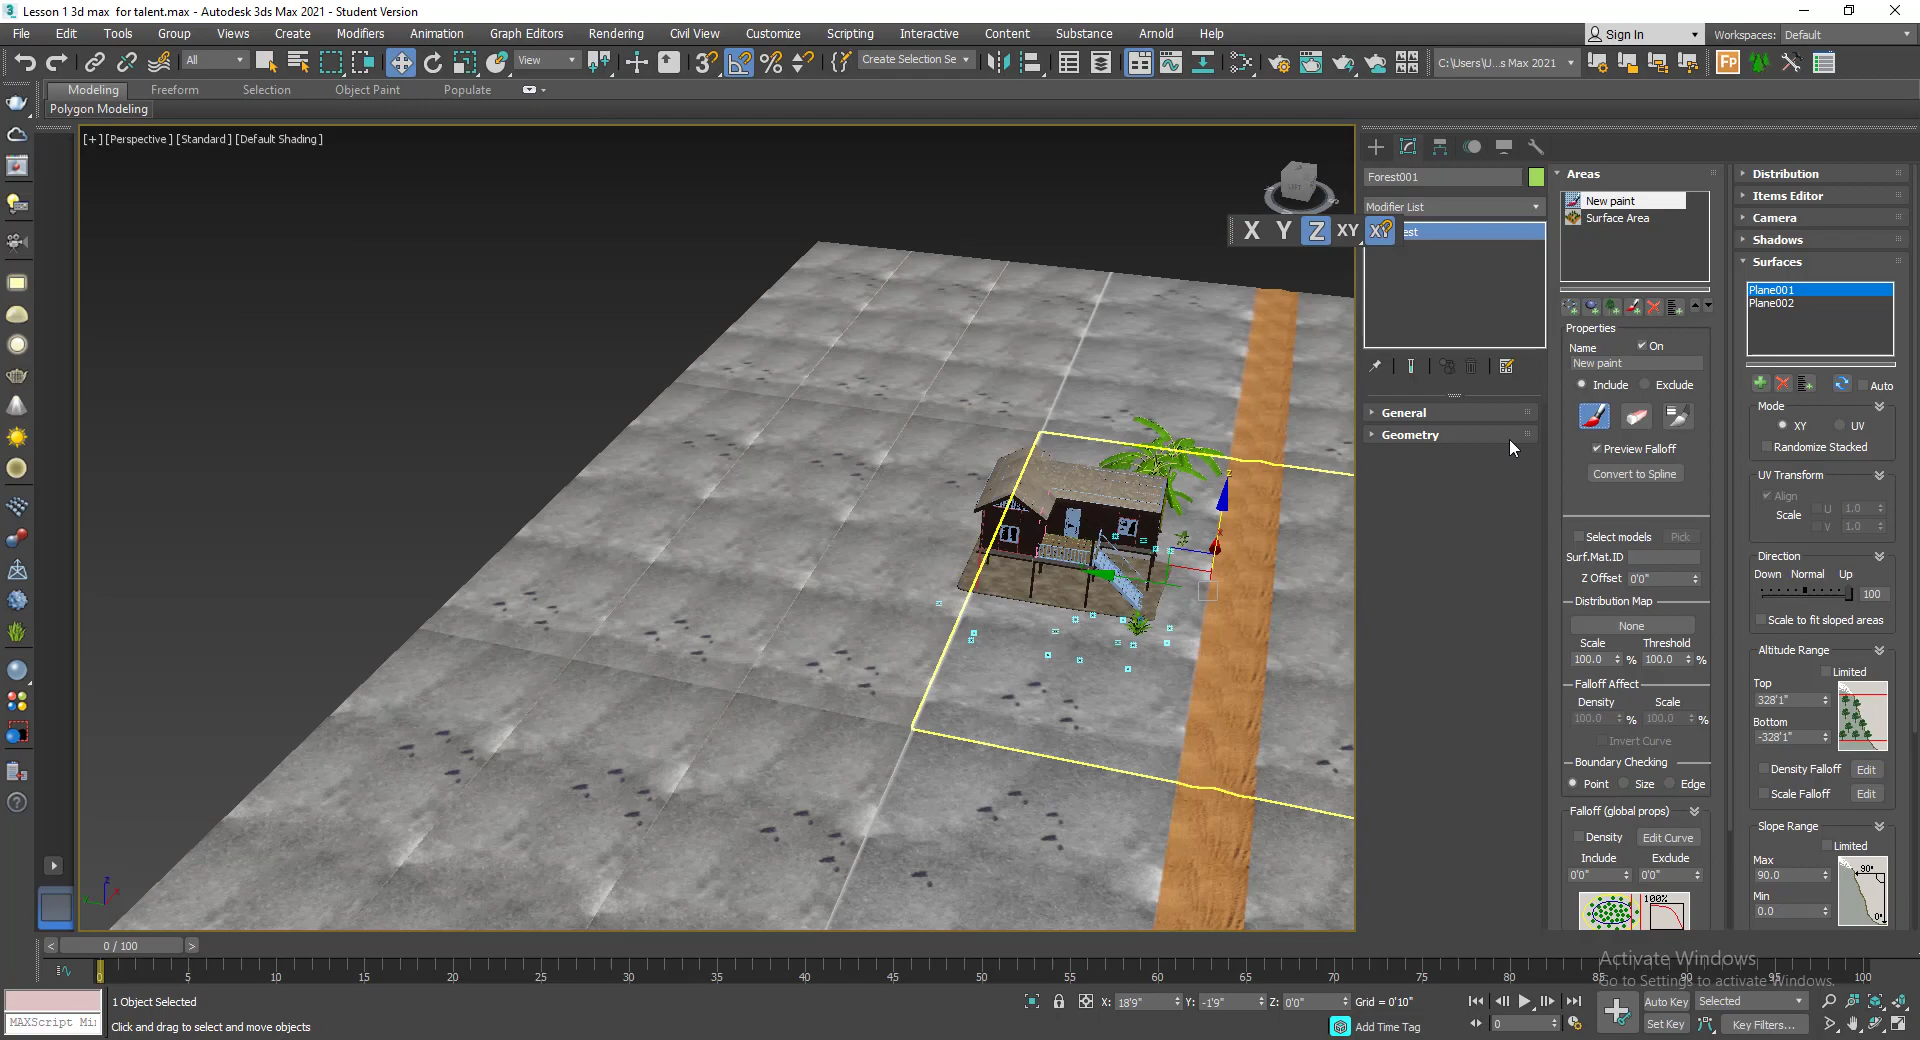 Lesson 1 3d max  for talent.max - Autodesk 3ds Max 2021 - Student Version
File Edit Tools Group Views Create Modifiers Animation Graph Editors Rendering Civil View Customize Scripting Interactive Content Substance Arnold Help
Sign In
Workspaces: Default
All View Create Selection Se C:\Users\U...s Max 2021
Modeling Freeform Selection Object Paint Populate
Polygon Modeling
[+] [Perspective] [Standard] [Default Shading]
LEFT
X Y Z XY XY
Forest001
Modifier List
est
General
Geometry
Areas
New paint
Surface Area
Properties
Name On
New paint
Include Exclude
Preview Falloff
Convert to Spline
Select models Pick
Surf.Mat.ID
Z Offset 0'0"
Distribution Map
None
Scale Threshold
100.0 % 100.0 %
Falloff Affect
Density Scale
100.0 % 100.0 %
Invert Curve
Boundary Checking
Point Size Edge
Falloff (global props)
Density Edit Curve
Include Exclude
0'0" 0'0"
100%
Distribution
Items Editor
Camera
Shadows
Surfaces
Plane001
Plane002
Auto
Mode
XY UV
Randomize Stacked
UV Transform
Align
Scale U 1.0
V 1.0
Direction
Down Normal Up
100
Scale to fit sloped areas
Altitude Range
Limited
Top
328'1"
Bottom
-328'1"
Density Falloff Edit
Scale Falloff Edit
Slope Range
Limited
Max
90.0
Min
0.0
90°
0°
Activate Windows
Go to Settings to activate Windows.
< 0 / 100 >
0 5 10 15 20 25 30 35 40 45 50 55 60 65 70 75 80 85 90 95 100
MAXScript Mi
1 Object Selected
Click and drag to select and move objects
X: 18'9" Y: -1'9" Z: 0'0" Grid = 0'10"
Add Time Tag
0
Auto Key Selected
Set Key Key Filters...